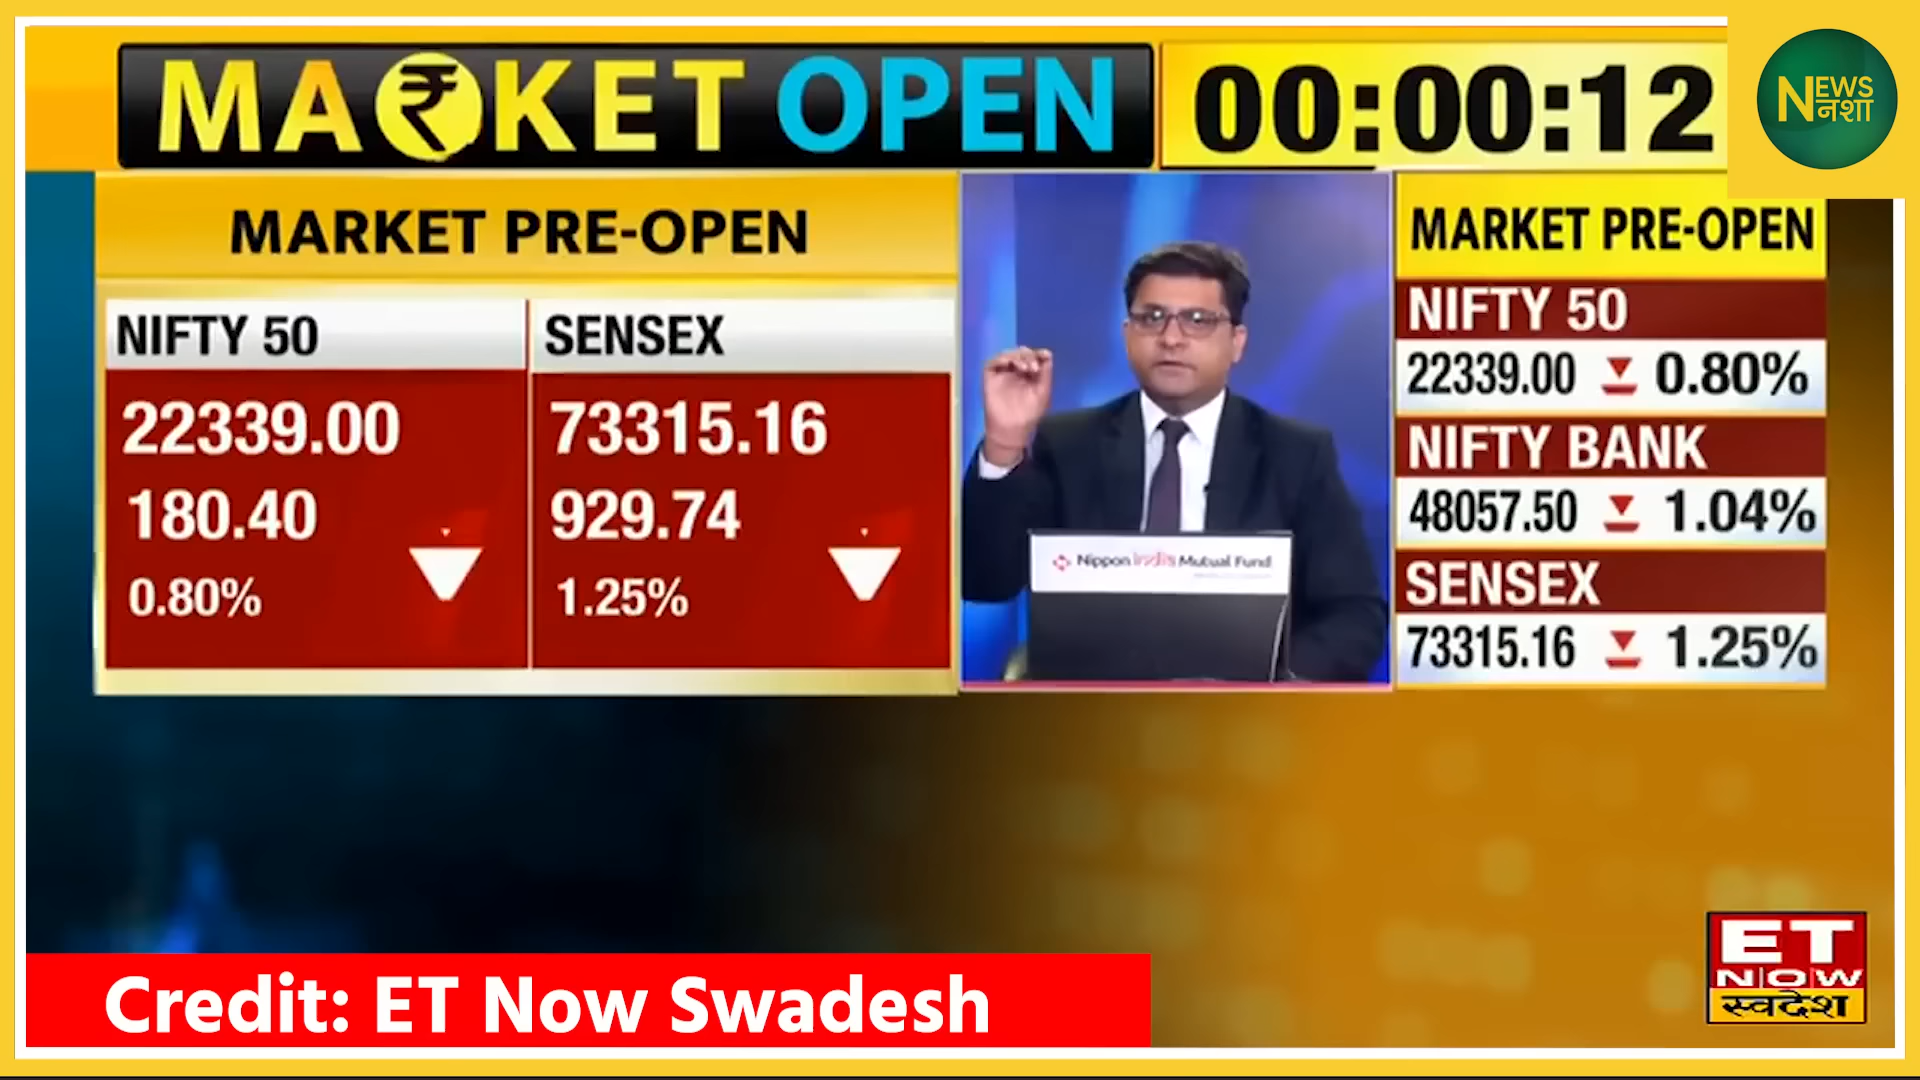 MA₹KET OPEN
00:00:12
NEWS
नशा
MARKET PRE-OPEN
NIFTY 50
22339.00
180.40
0.80%
SENSEX
73315.16
929.74
1.25%
Nippon India Mutual Fund
MARKET PRE-OPEN
NIFTY 50
22339.00 0.80%
NIFTY BANK
48057.50 1.04%
SENSEX
73315.16 1.25%
Credit: ET Now Swadesh
ET
NOW
स्वदेश